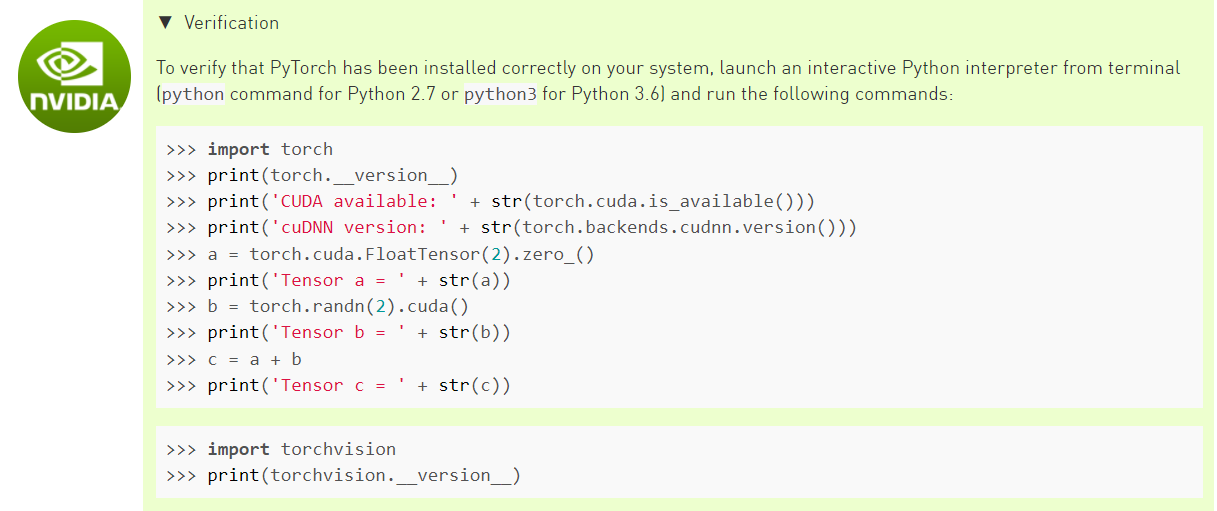 nVIDIA
▼ Verification
To verify that PyTorch has been installed correctly on your system, launch an interactive Python interpreter from terminal
(python command for Python 2.7 or python3 for Python 3.6) and run the following commands:
>>> import torch
>>> print(torch.__version__)
>>> print('CUDA available: ' + str(torch.cuda.is_available()))
>>> print('cuDNN version: ' + str(torch.backends.cudnn.version()))
>>> a = torch.cuda.FloatTensor(2).zero_()
>>> print('Tensor a = ' + str(a))
>>> b = torch.randn(2).cuda()
>>> print('Tensor b = ' + str(b))
>>> c = a + b
>>> print('Tensor c = ' + str(c))
>>> import torchvision
>>> print(torchvision.__version__)